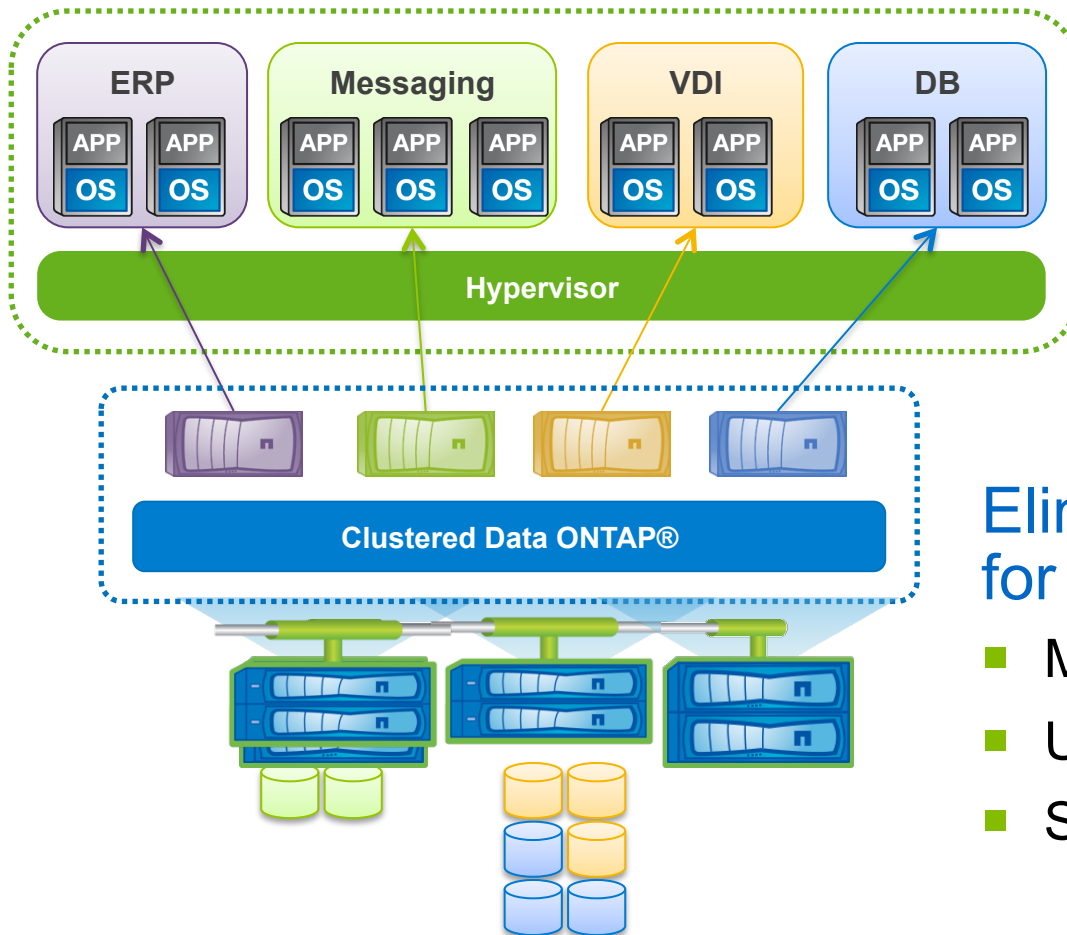 ERP Messaging VDI DB
APP APP APP APP APP APP APP APP APP
OS OS OS OS OS OS OS OS OS
Hypervisor
Clustered Data ONTAP®
for